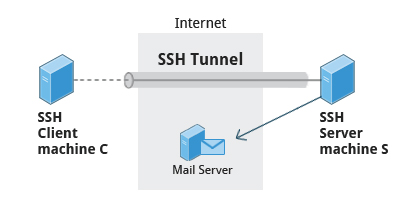 Internet
SSH Tunnel
SSH
Client
machine C
SSH
Server
machine S
Mail Server